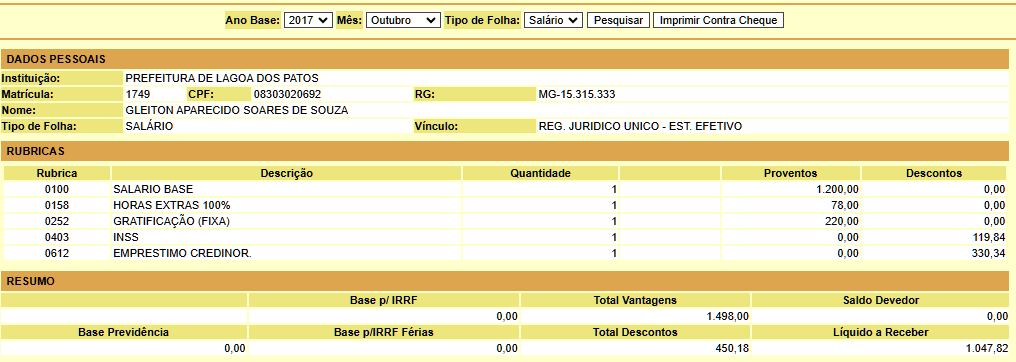 Ano Base: 2017 Mês: Outubro Tipo de Folha: Salário Pesquisar Imprimir Contra Cheque
DADOS PESSOAIS
Instituição: PREFEITURA DE LAGOA DOS PATOS
Matrícula: 1749 CPF: 08303020692 RG: MG-15.315.333
Nome: GLEITON APARECIDO SOARES DE SOUZA
Tipo de Folha: SALÁRIO Vínculo: REG. JURIDICO UNICO - EST. EFETIVO
RUBRICAS
Rubrica Descrição Quantidade Proventos Descontos
0100 SALARIO BASE 1 1.200,00 0,00
0158 HORAS EXTRAS 100% 1 78,00 0,00
0252 GRATIFICAÇÃO (FIXA) 1 220,00 0,00
0403 INSS 1 0,00 119,84
0612 EMPRESTIMO CREDINOR. 1 0,00 330,34
RESUMO
Base p/ IRRF Total Vantagens Saldo Devedor
0,00 1.498,00 0,00
Base Previdência Base p/IRRF Férias Total Descontos Líquido a Receber
0,00 0,00 450,18 1.047,82